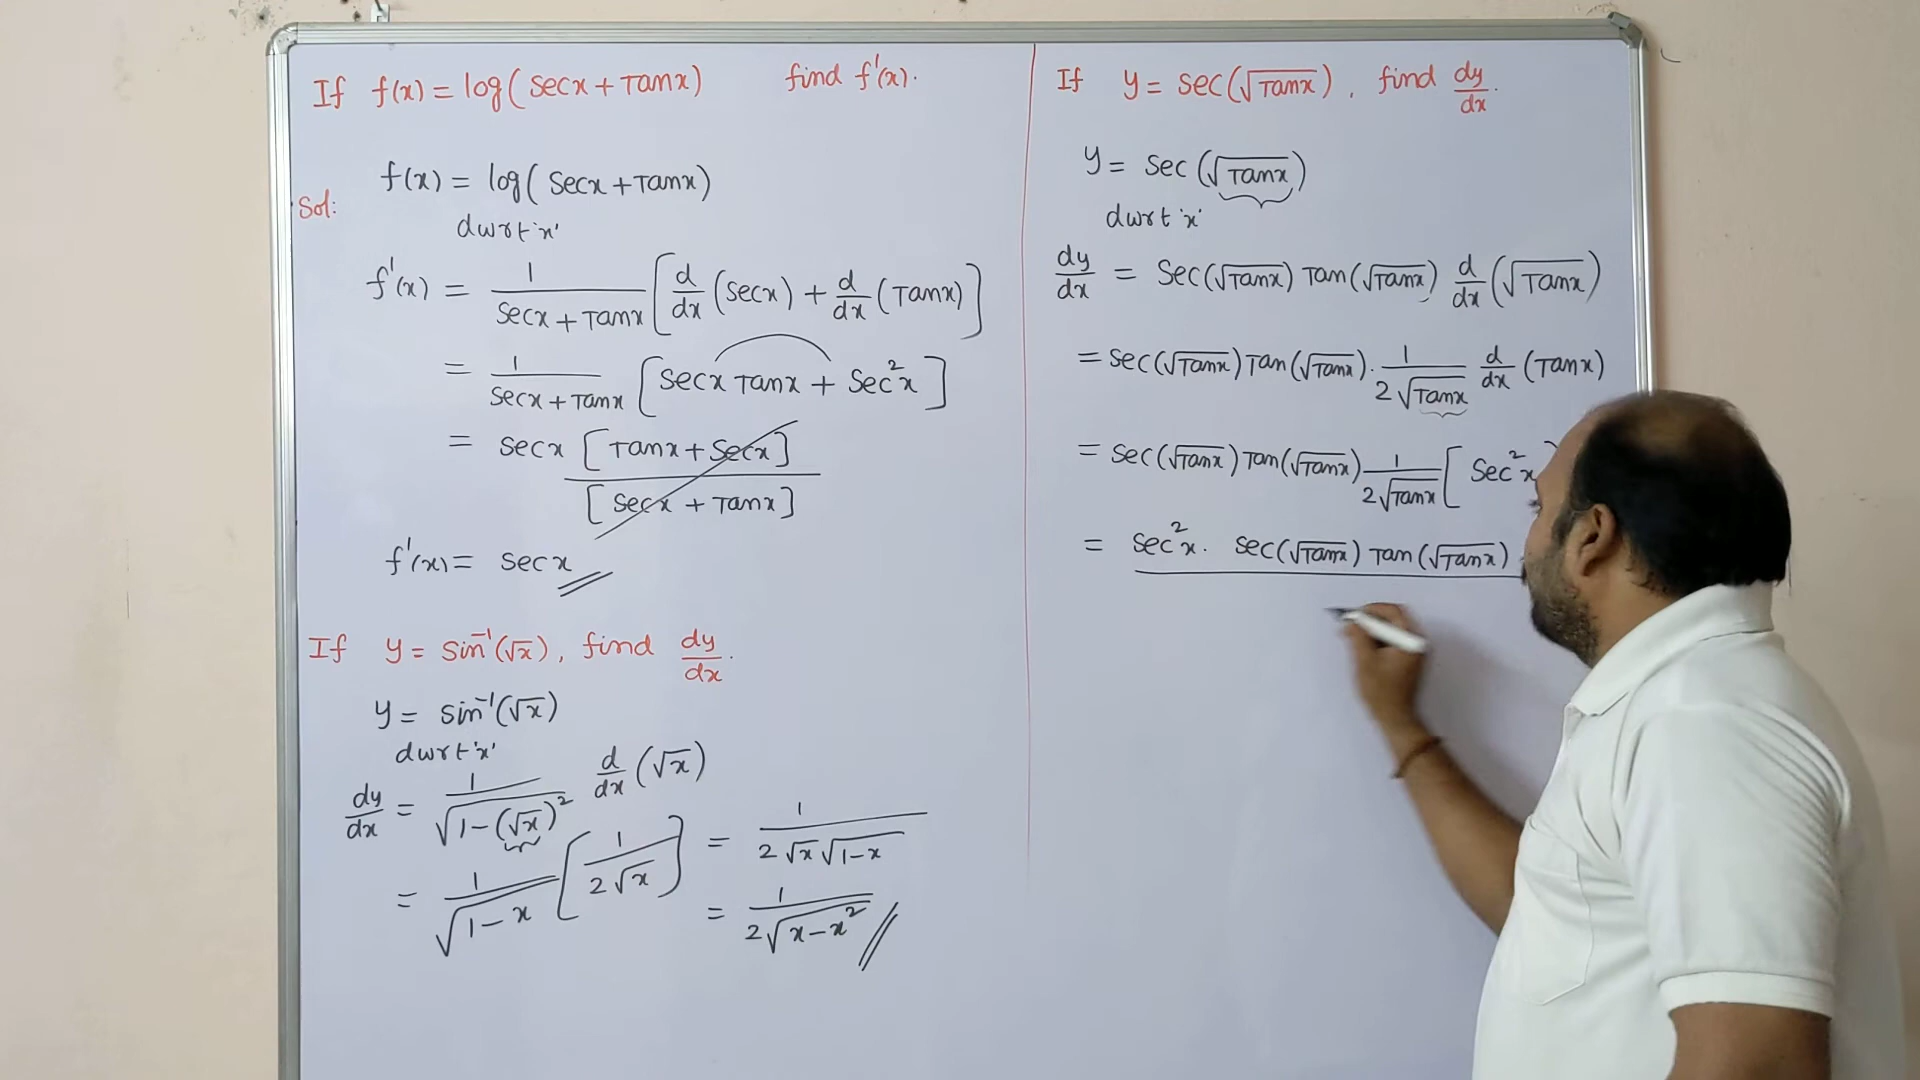 If f(x) = log(secx + Tanx) find f'(x).
Sol: f(x) = log(secx + Tanx)
dwrt 'x'
f'(x) = 1/(secx + Tanx) [d/dx (secx) + d/dx (Tanx)]
= 1/(secx + Tanx) [secx Tanx + Sec²x]
= secx [Tanx + Secx] / [secx + Tanx]
f'(x) = secx
If y = sin⁻¹(√x), find dy/dx.
y = sin⁻¹(√x)
dwrt 'x'
dy/dx = 1/√(1-(√x)²) d/dx (√x)
= 1/√(1-x) [1/(2√x)]
= 1/(2√x√(1-x))
= 1/(2√(x-x²))
If y = sec(√Tanx), find dy/dx.
y = sec(√Tanx)
dwrt 'x'
dy/dx = Sec(√Tanx) Tan(√Tanx) d/dx (√Tanx)
= sec(√Tanx) Tan(√Tanx) · 1/(2√Tanx) d/dx (Tanx)
= sec(√Tanx) Tan(√Tanx) 1/(2√Tanx) [Sec²x
= sec²x · sec(√Tanx) Tan(√Tanx)